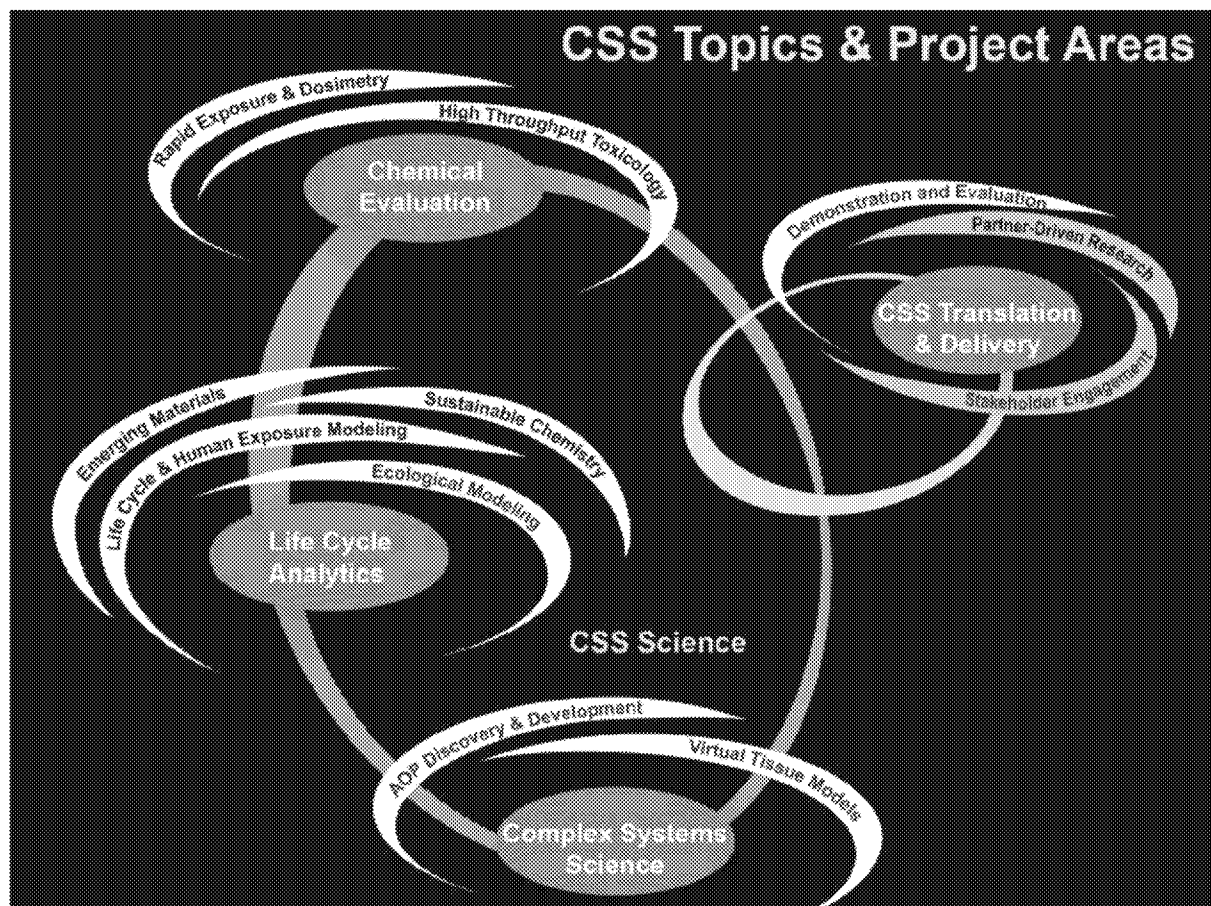 CSS Topics & Project Areas
Rapid Exposure & Dosimetry
High Throughput Toxicology
Chemical
Evaluation
Demonstration and Evaluation
Partner-Driven Research
CSS Translation
& Delivery
Stakeholder Engagement
Emerging Materials
Sustainable Chemistry
Life Cycle & Human Exposure Modeling
Ecological Modeling
Life Cycle
Analytics
CSS Science
AOP Discovery & Development
Virtual Tissue Models
Complex Systems
Science